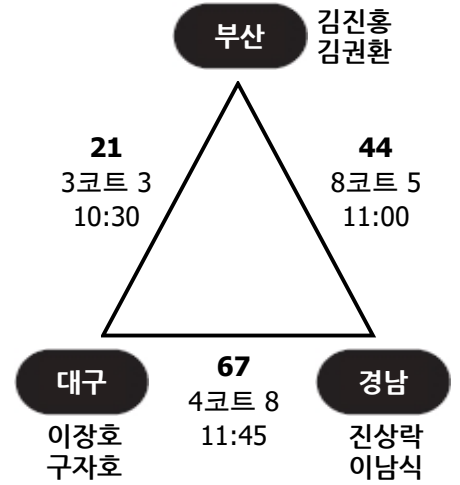 부산
김진홍
김권환
21
3코트 3
10:30
44
8코트 5
11:00
대구
이장호
구자호
67
4코트 8
11:45
경남
진상락
이남식